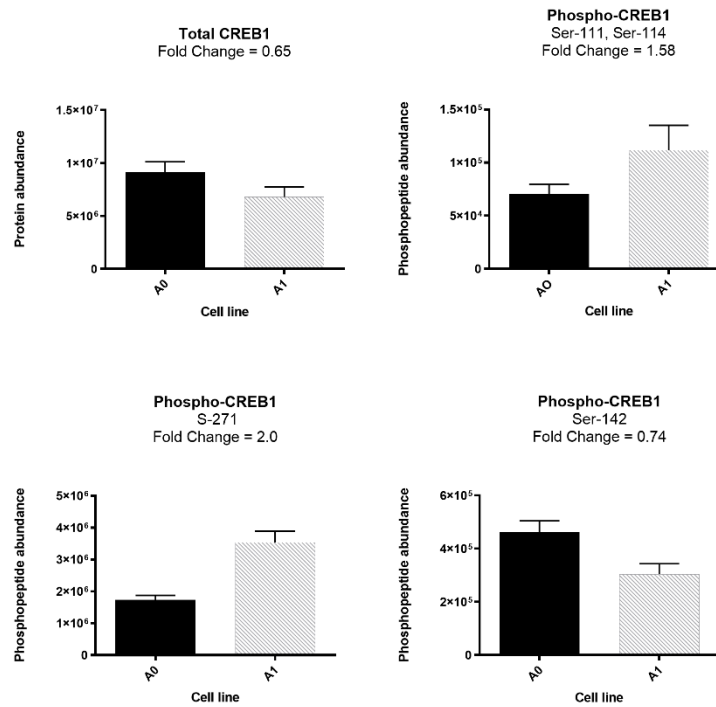 Total CREB1
Fold Change = 0.65
Protein abundance
1.5×10⁷
1×10⁷
5×10⁶
0
A0
A1
Cell line
Phospho-CREB1
Ser-111, Ser-114
Fold Change = 1.58
Phosphopeptide abundance
1.5×10⁵
1×10⁵
5×10⁴
0
AO
A1
Cell line
Phospho-CREB1
S-271
Fold Change = 2.0
Phosphopeptide abundance
5×10⁶
4×10⁶
3×10⁶
2×10⁶
1×10⁶
0
A0
A1
Cell line
Phospho-CREB1
Ser-142
Fold Change = 0.74
Phosphopeptide abundance
6×10⁵
4×10⁵
2×10⁵
0
A0
A1
Cell line